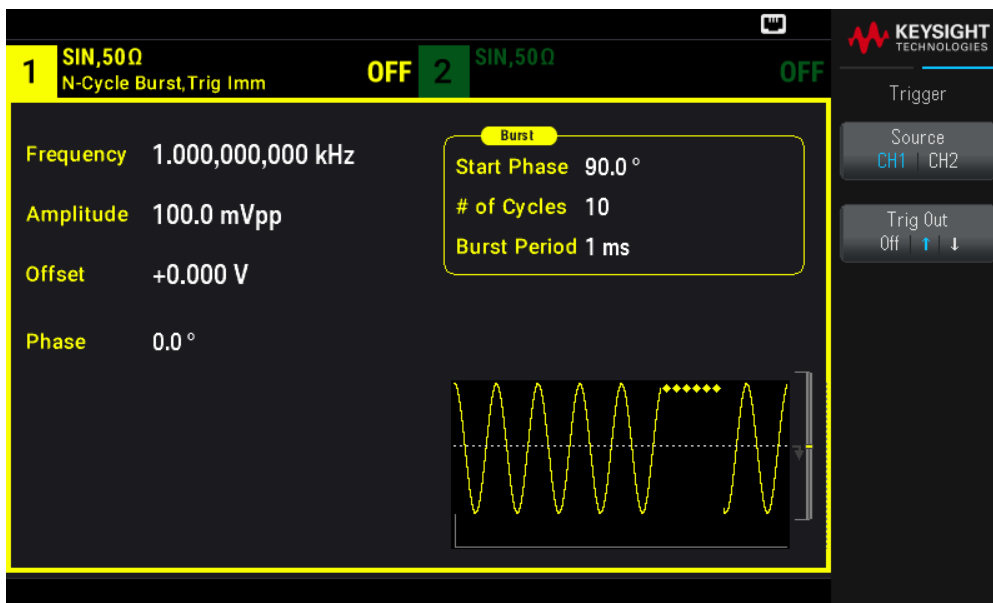 KEYSIGHT
TECHNOLOGIES
1
SIN,50Ω
N-Cycle Burst,Trig Imm
OFF
2
SIN,50Ω
OFF
Trigger
Frequency 1.000,000,000 kHz
Amplitude 100.0 mVpp
Offset +0.000 V
Phase 0.0 °
Burst
Start Phase 90.0 °
# of Cycles 10
Burst Period 1 ms
Source
CH1 | CH2
Trig Out
Off | ↑ | ↓